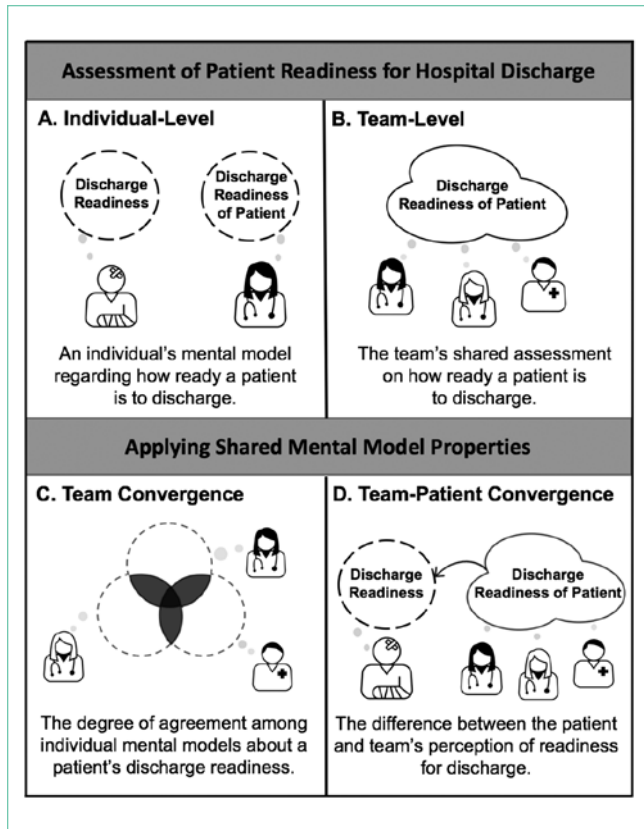 Assessment of Patient Readiness for Hospital Discharge
A. Individual-Level
Discharge
Readiness
Discharge
Readiness
of Patient
An individual's mental model
regarding how ready a patient
is to discharge.
B. Team-Level
Discharge
Readiness of Patient
The team's shared assessment
on how ready a patient is
to discharge.
Applying Shared Mental Model Properties
C. Team Convergence
The degree of agreement among
individual mental models about a
patient's discharge readiness.
D. Team-Patient Convergence
Discharge
Readiness
Discharge
Readiness of Patient
The difference between the patient
and team's perception of readiness
for discharge.